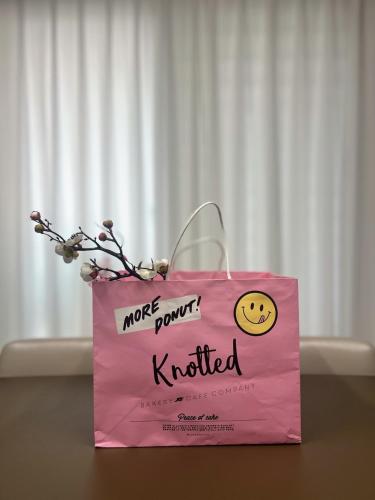 MORE
DONUT!
Knotted
BAKERY CAFE COMPANY
Peace of cake